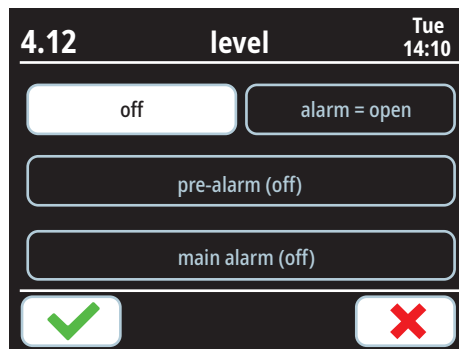 4.12 level Tue
14:10
off alarm = open
pre-alarm (off)
main alarm (off)